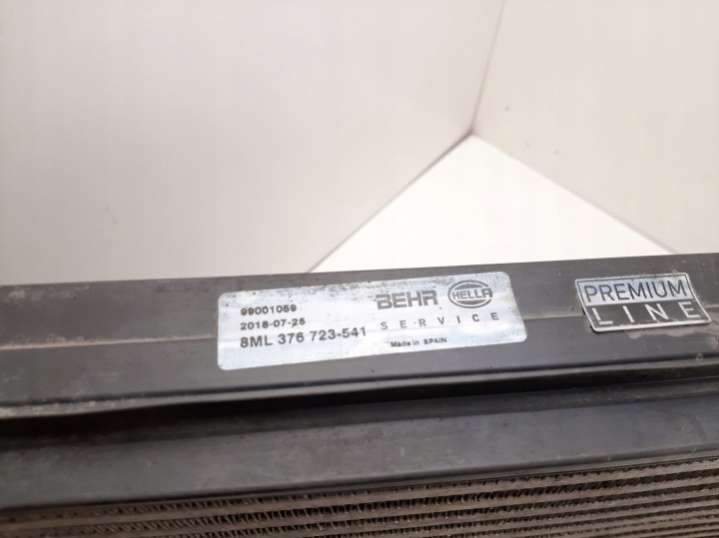 99001059
2018-07-25
8ML 376 723-541
BEHR HELLA
SERVICE
Made in SPAIN
PREMIUM
LINE